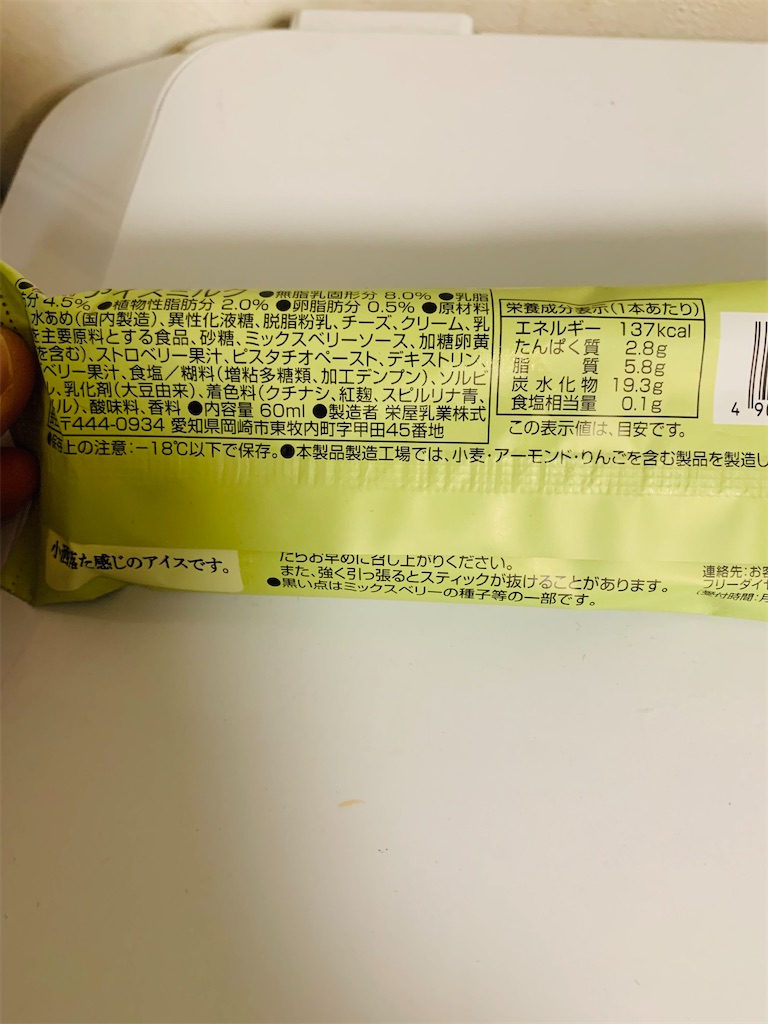 アイスミルク ●無脂乳固形分 8.0% ●乳脂
分 4.5% ●植物性脂肪分 2.0% ●卵脂肪分 0.5% ●原材料
水あめ(国内製造)、異性化液糖、脱脂粉乳、チーズ、クリーム、乳
を主要原料とする食品、砂糖、ミックスベリーソース、加糖卵黄
を含む)、ストロベリー果汁、ピスタチオペースト、デキストリン、
ベリー果汁、食塩/糊料(増粘多糖類、加工デンプン)、ソルビ
ル、乳化剤(大豆由来)、着色料(クチナシ、紅麹、スピルリナ青、
ル)、酸味料、香料 ●内容量 60ml ●製造者 栄屋乳業株式
〒444-0934 愛知県岡崎市東牧内町字甲田45番地
上の注意:-18℃以下で保存。●本製品製造工場では、小麦・アーモンド・りんごを含む製品を製造し
栄養成分表示(1本あたり)
エネルギー 137kcal
たんぱく質 2.8g
脂質 5.8g
炭水化物 19.3g
食塩相当量 0.1g
この表示値は、目安です。
4 90
た感じのアイスです。
たらお早めに召し上がりください。
また、強く引っ張るとスティックが抜けることがあります。
●黒い点はミックスベリーの種子等の一部です。
連絡先:お客
フリーダイヤ
(受付時間:月